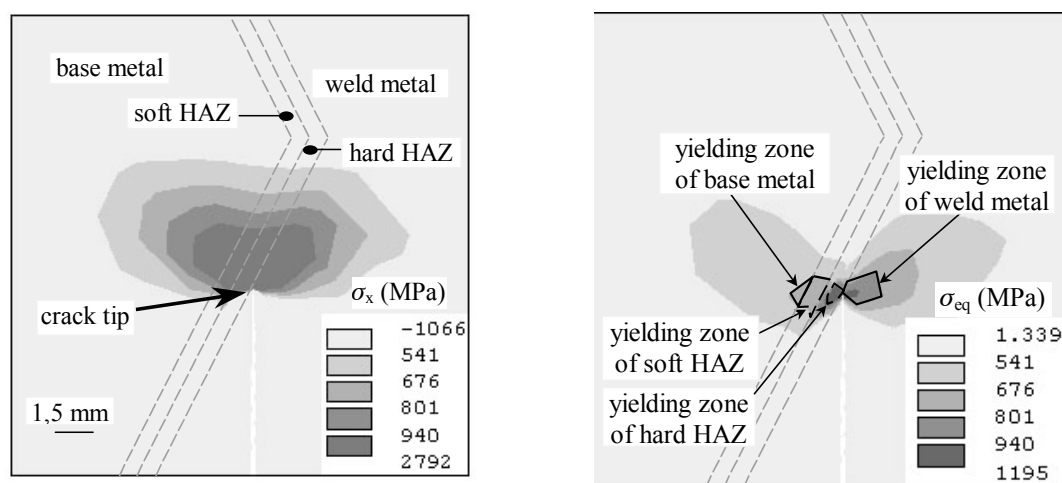 base metal
weld metal
soft HAZ
hard HAZ
crack tip
σx (MPa)
-1066
541
676
801
940
2792
1,5 mm
yielding zone
of base metal
yielding zone
of weld metal
yielding zone
of soft HAZ
yielding zone
of hard HAZ
σeq (MPa)
1.339
541
676
801
940
1195